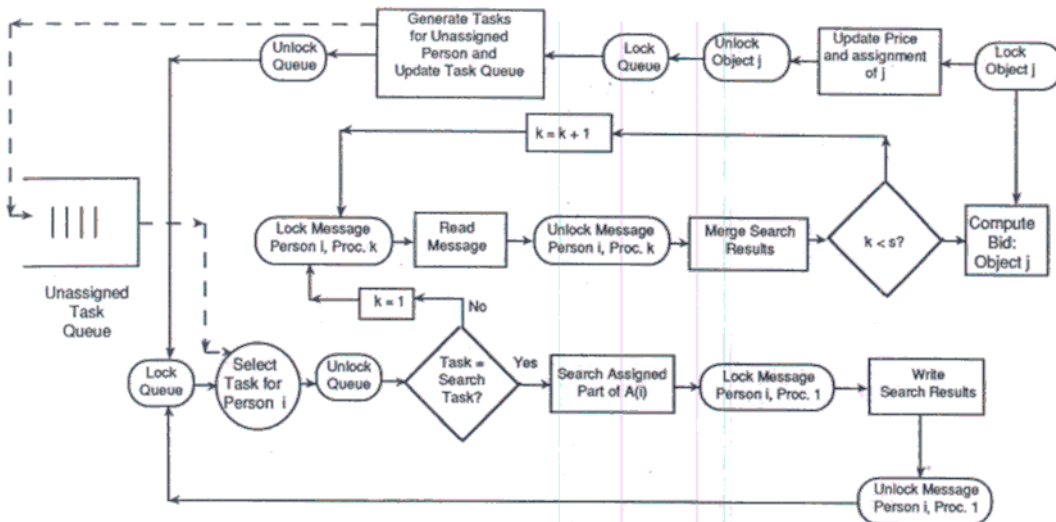 Generate Tasks
for Unassigned
Person and
Update Task Queue
Unlock
Queue
Lock
Queue
Unlock
Object j
Update Price
and assignment
of j
Lock
Object j
k = k + 1
Lock Message
Person i, Proc. k
Read
Message
Unlock Message
Person i, Proc. k
Merge Search
Results
k < s?
Compute
Bid:
Object j
Unassigned
Task
Queue
k = 1
No
Lock
Queue
Select
Task for
Person i
Unlock
Queue
Task =
Search
Task?
Yes
Search Assigned
Part of A(i)
Lock Message
Person i, Proc. 1
Write
Search Results
Unlock Message
Person i, Proc. 1